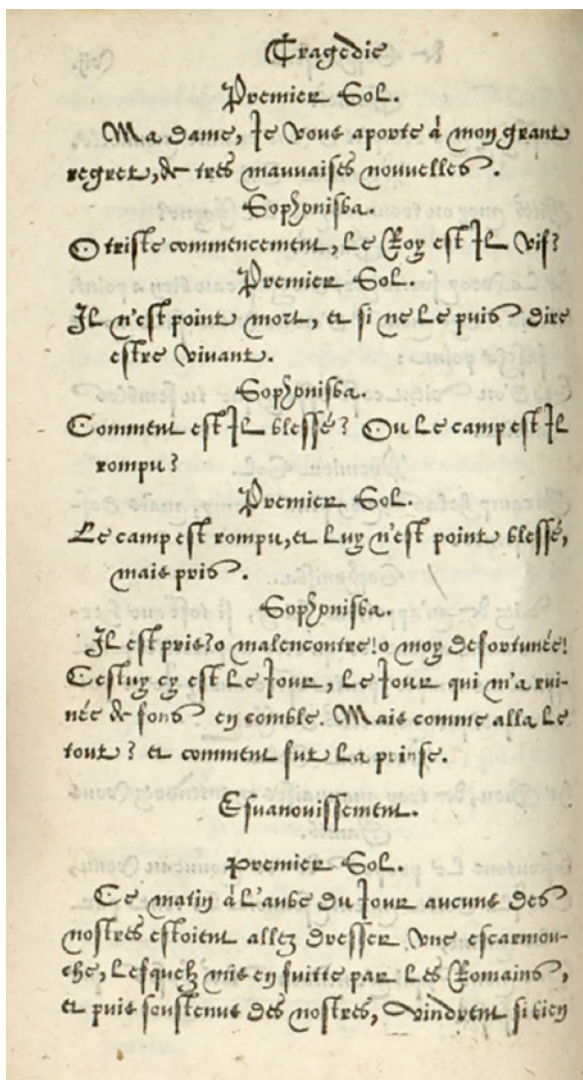 Tragedie
Premier Sol.
Ma dame, Je vous aporte à mon grant
regret, de tres mauvaises nouvelles.
Sophonisba.
O triste commencement, Le Roy est Il vif?
Premier Sol.
Il n'est point mort, et si ne Le puis dire
estre vivant.
Sophonisba.
Comment est Il blessé? Ou Le camp est Il
rompu?
Premier Sol.
Le camp est rompu, et Luy n'est point blessé,
mais pris.
Sophonisba.
Il est pris? o malencontre! o moy desortunée!
Cestuy cy est Le Jour, Le Jour qui m'a rui-
née de fons en comble. Mais comme alla Le
tout? et comment fut La prinse.
Esvanouissement.
Premier Sol.
Ce matin à L'aube du Jour aucuns des
nostres estoient allez dresser une escarmou-
che, Lesquelz mis en fuitte par Les Romains,
et puis soustenus des nostres, vindrent si bien